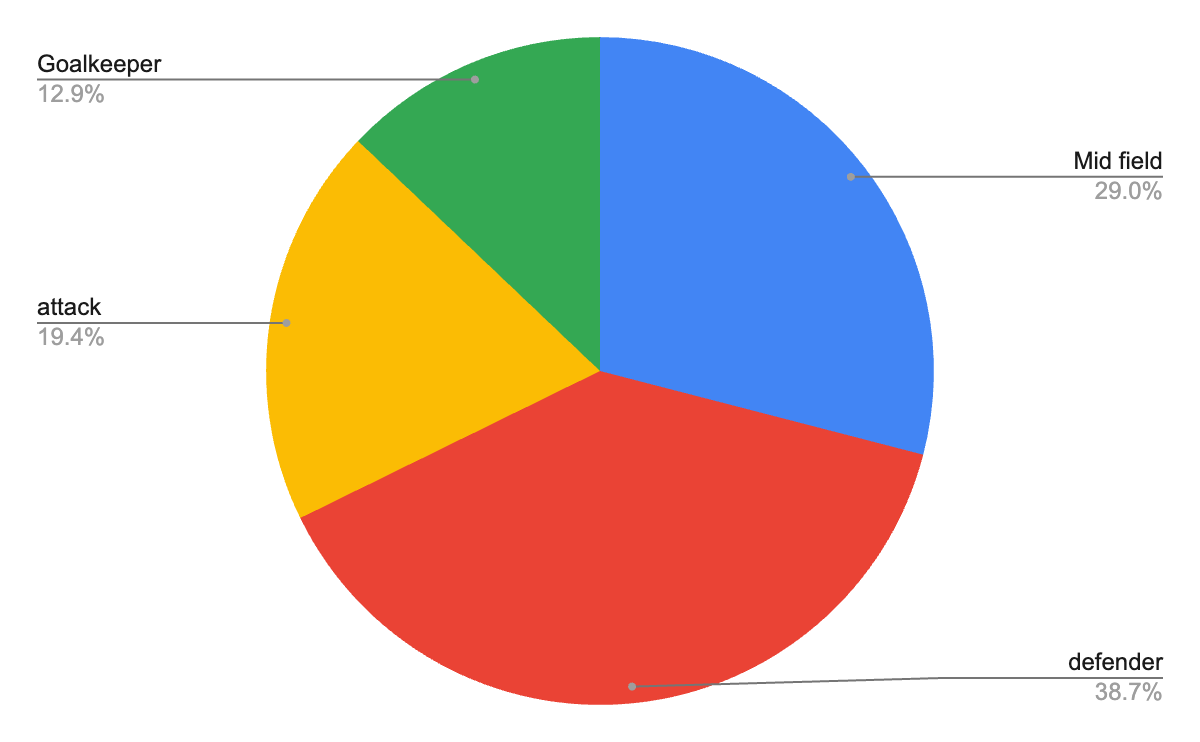 Goalkeeper
12.9%
Mid field
29.0%
attack
19.4%
defender
38.7%